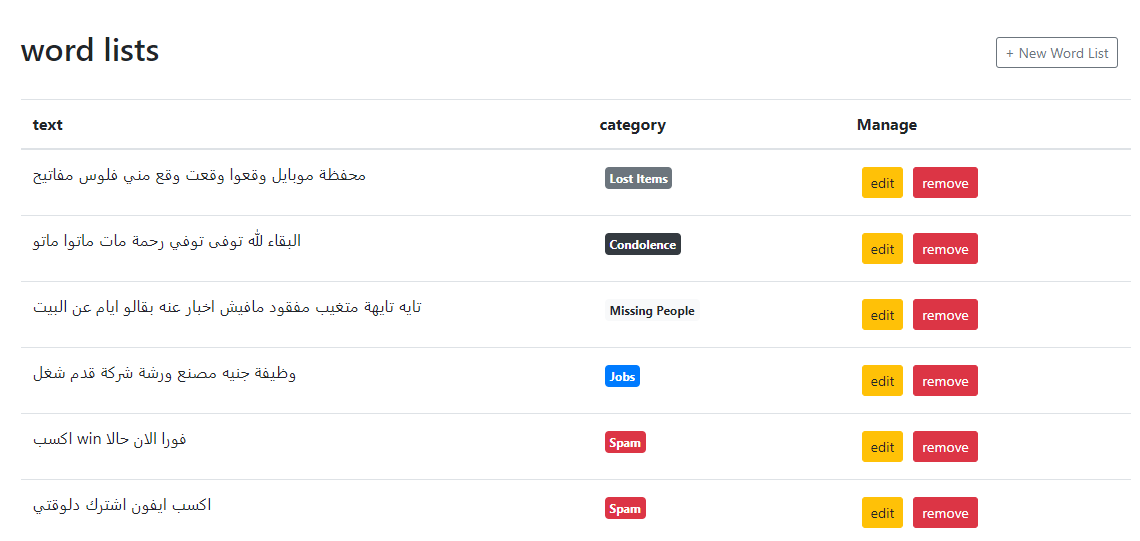 word lists
+ New Word List
text category Manage
محفظة موبايل وقعوا وقعت وقع مني فلوس مفاتيح Lost Items edit remove
البقاء لله توفى توفي رحمة مات ماتوا ماتو Condolence edit remove
تايه تايهة متغيب مفقود مافيش اخبار عنه بقالو ايام عن البيت Missing People edit remove
وظيفة جنيه مصنع ورشة شركة قدم شغل Jobs edit remove
اكسب win فورا الان حالا Spam edit remove
اكسب ايفون اشترك دلوقتي Spam edit remove